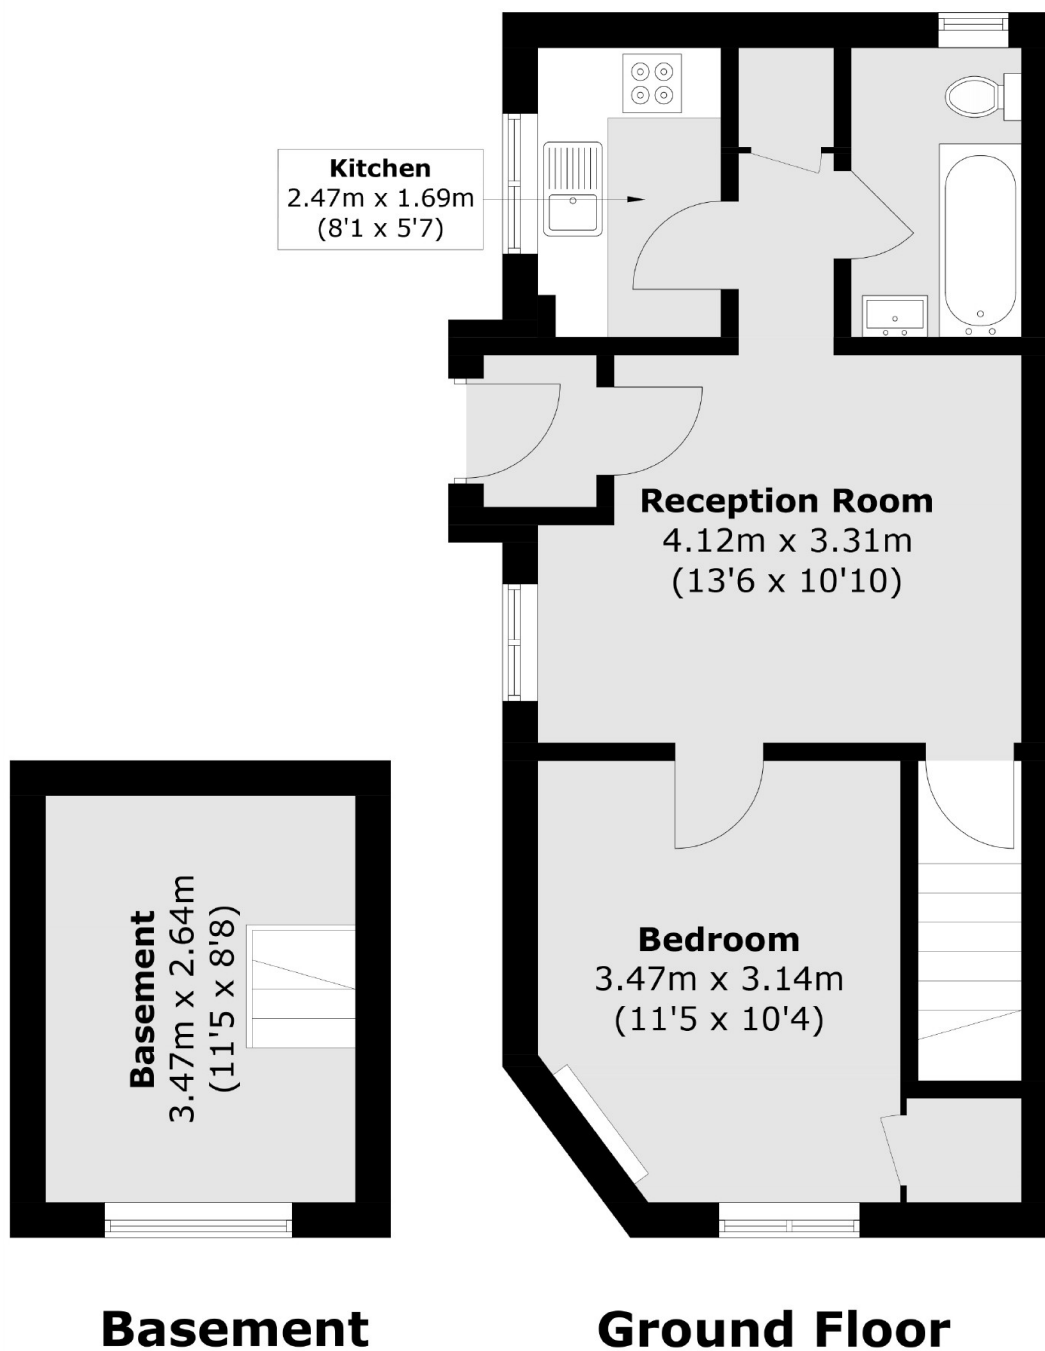 Kitchen
2.47m x 1.69m
(8'1 x 5'7)
Reception Room
4.12m x 3.31m
(13'6 x 10'10)
Basement
3.47m x 2.64m
(11'5 x 8'8)
Bedroom
3.47m x 3.14m
(11'5 x 10'4)
Basement
Ground Floor